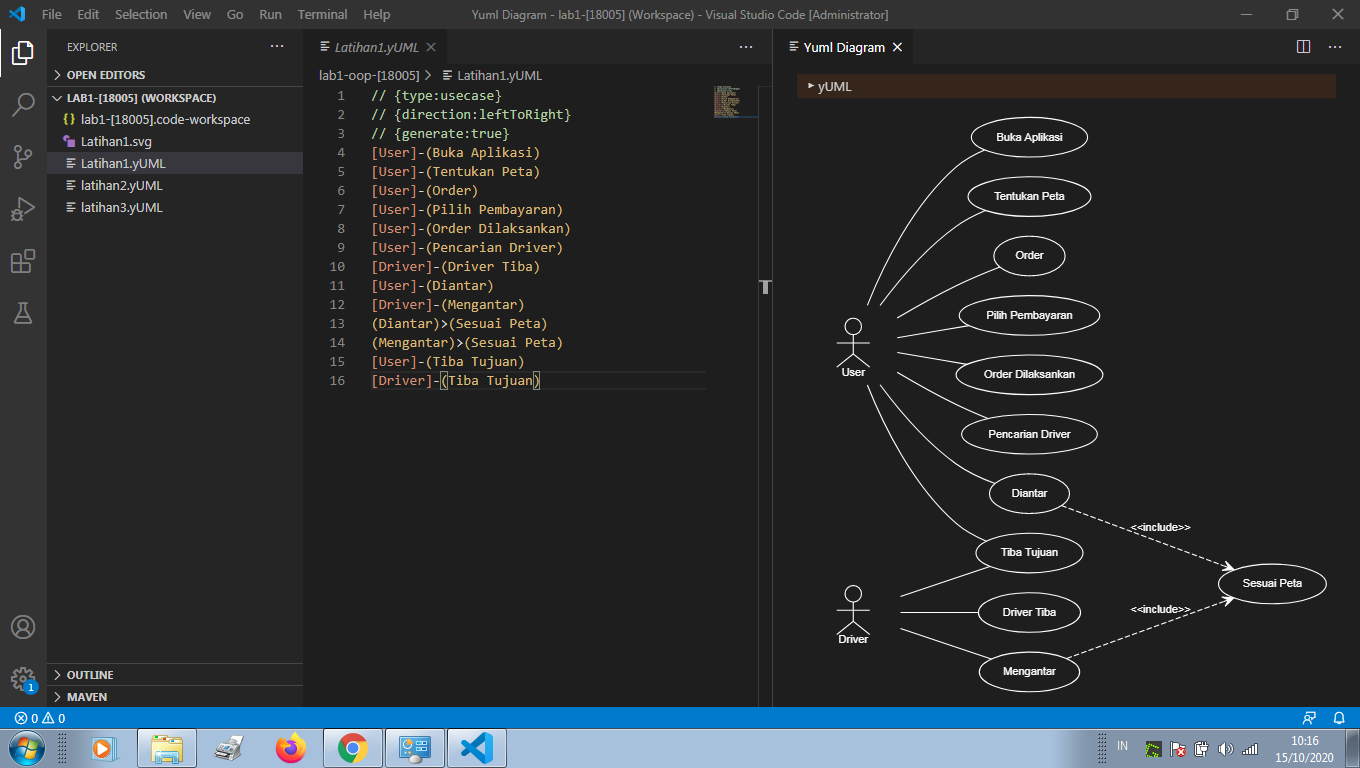 File Edit Selection View Go Run Terminal Help
Yuml Diagram - lab1-[18005] (Workspace) - Visual Studio Code [Administrator]
EXPLORER
OPEN EDITORS
LAB1-[18005] (WORKSPACE)
{} lab1-[18005].code-workspace
Latihan1.svg
Latihan1.yUML
latihan2.yUML
latihan3.yUML
OUTLINE
MAVEN
Latihan1.yUML
lab1-oop-[18005] > Latihan1.yUML
1 // {type:usecase}
2 // {direction:leftToRight}
3 // {generate:true}
4 [User]-(Buka Aplikasi)
5 [User]-(Tentukan Peta)
6 [User]-(Order)
7 [User]-(Pilih Pembayaran)
8 [User]-(Order Dilaksankan)
9 [User]-(Pencarian Driver)
10 [Driver]-(Driver Tiba)
11 [User]-(Diantar)
12 [Driver]-(Mengantar)
13 (Diantar)>(Sesuai Peta)
14 (Mengantar)>(Sesuai Peta)
15 [User]-(Tiba Tujuan)
16 [Driver]-(Tiba Tujuan)
Yuml Diagram
yUML
Buka Aplikasi
Tentukan Peta
Order
Pilih Pembayaran
User
Order Dilaksankan
Pencarian Driver
Diantar
<<include>>
Tiba Tujuan
Sesuai Peta
<<include>>
Driver Tiba
Driver
Mengantar
1
0 0
IN
10:16
15/10/2020